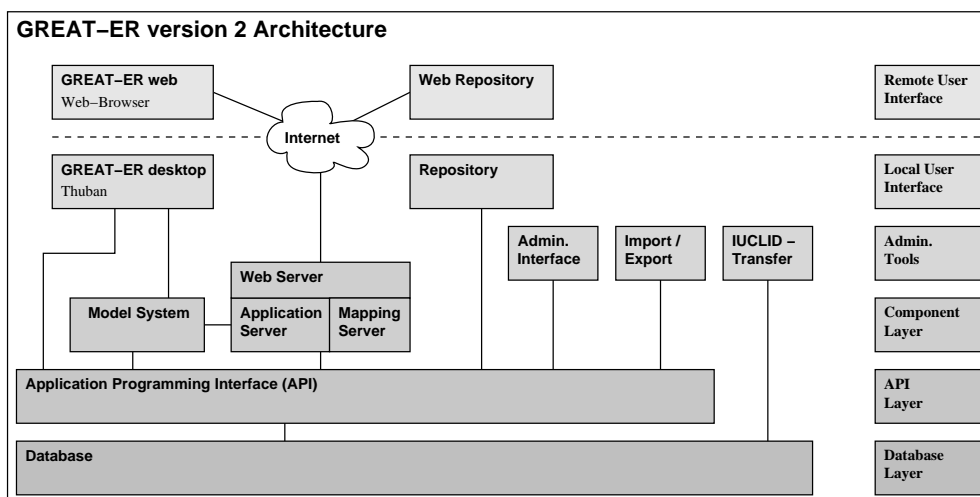 GREAT–ER version 2 Architecture
GREAT–ER web
Web–Browser
Web Repository
Remote User
Interface
Internet
GREAT–ER desktop
Thuban
Repository
Local User
Interface
Admin.
Interface
Import /
Export
IUCLID –
Transfer
Admin.
Tools
Web Server
Model System
Application
Server
Mapping
Server
Component
Layer
Application Programming Interface (API)
API
Layer
Database
Database
Layer